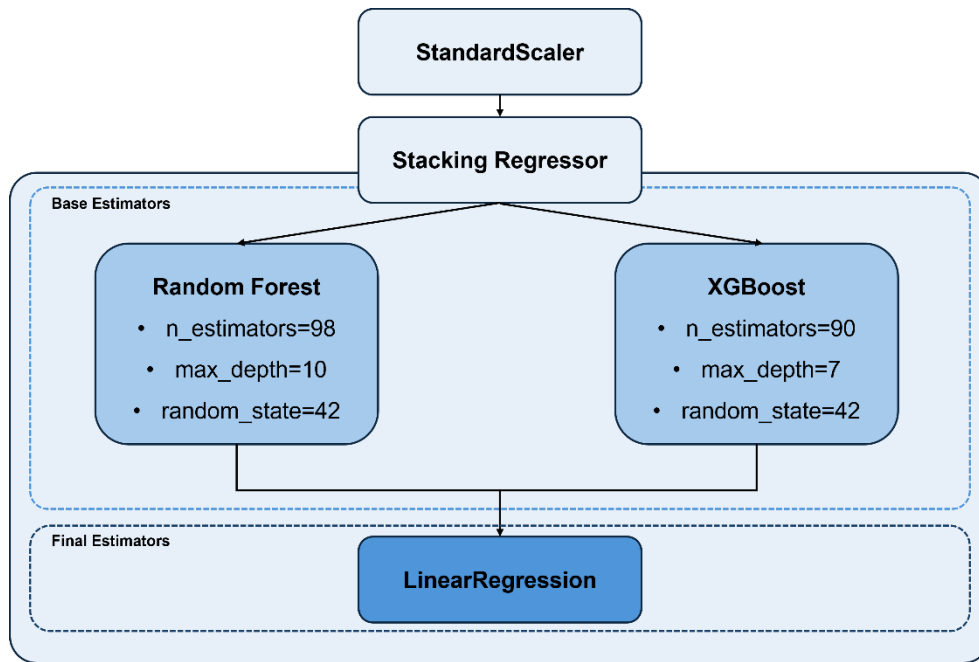 StandardScaler
Stacking Regressor
Base Estimators
Random Forest
• n_estimators=98
• max_depth=10
• random_state=42
XGBoost
• n_estimators=90
• max_depth=7
• random_state=42
Final Estimators
LinearRegression